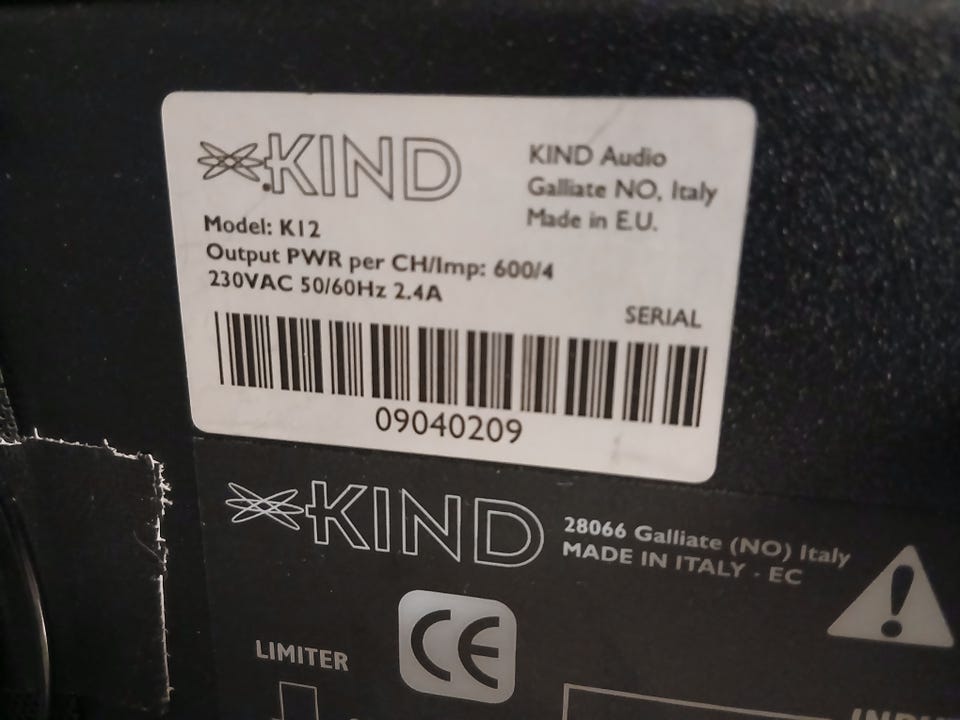 KIND
KIND Audio
Galliate NO, Italy
Made in E.U.
Model: K12
Output PWR per CH/Imp: 600/4
230VAC 50/60Hz 2.4A
SERIAL
09040209
KIND
28066 Galliate (NO) Italy
MADE IN ITALY - EC
CE
LIMITER